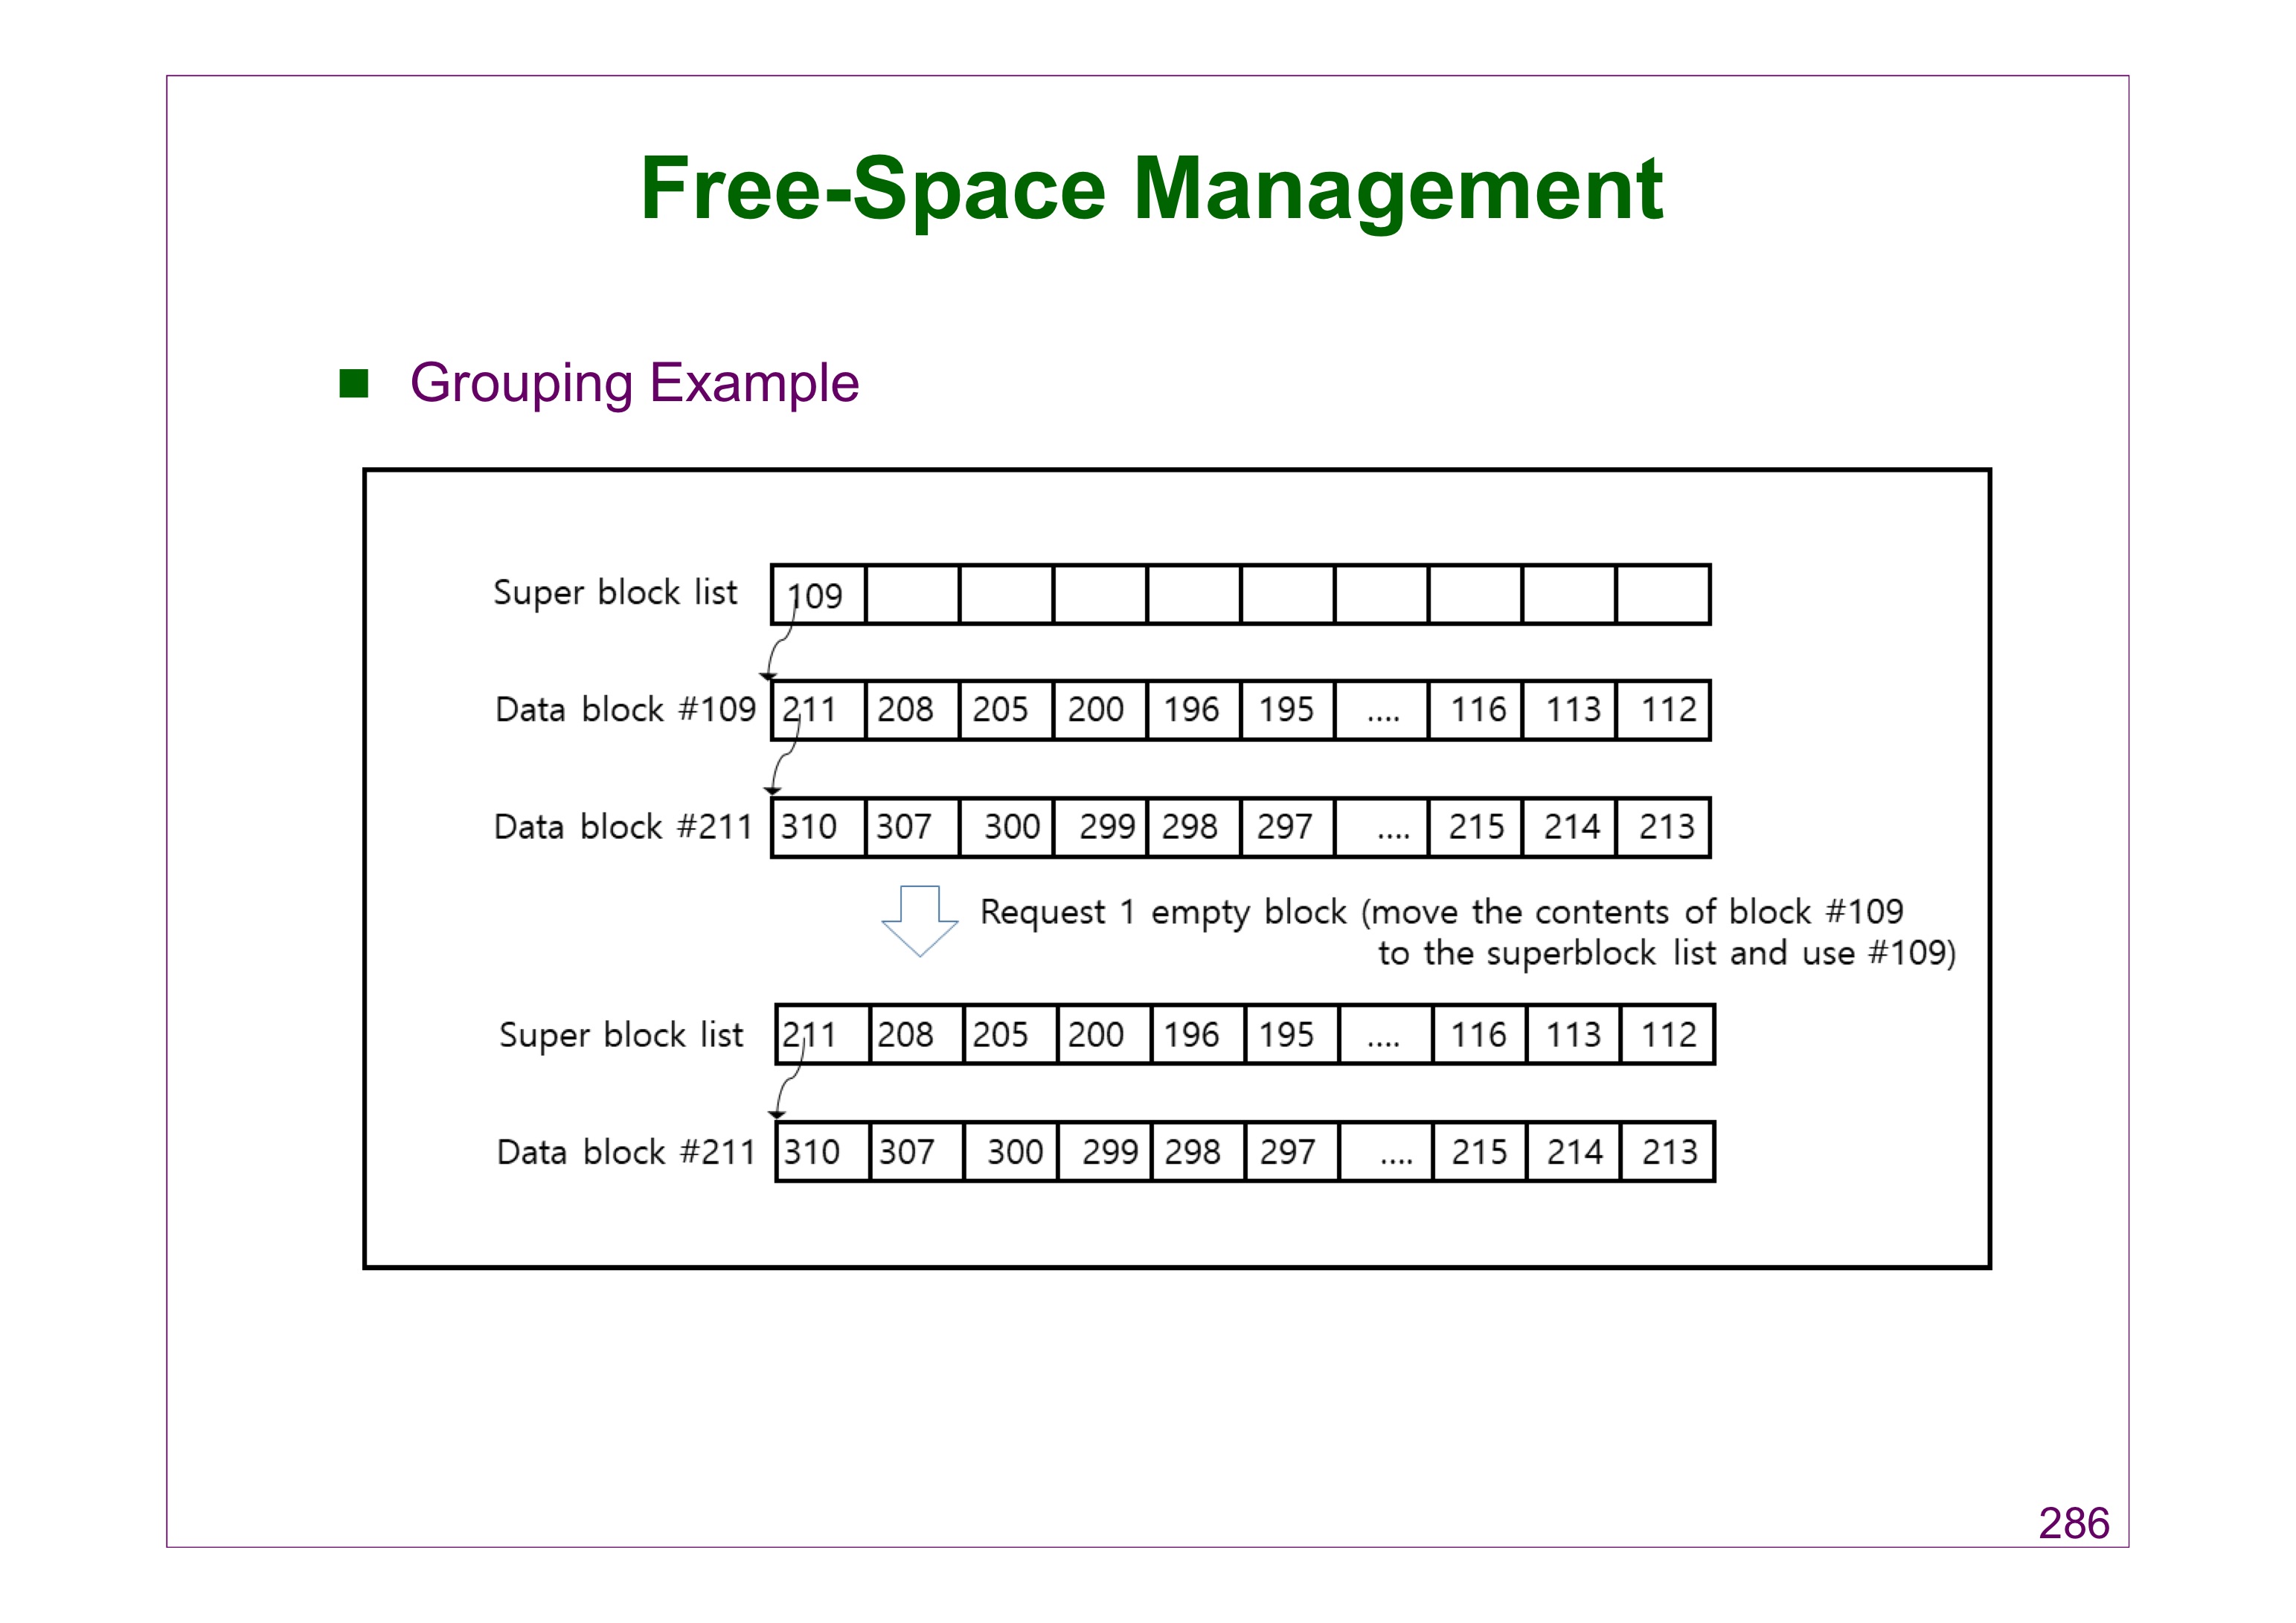 Free-Space Management
Grouping Example
Super block list 109
Data block #109 211 208 205 200 196 195 .... 116 113 112
Data block #211 310 307 300 299 298 297 .... 215 214 213
Request 1 empty block (move the contents of block #109
to the superblock list and use #109)
Super block list 211 208 205 200 196 195 .... 116 113 112
Data block #211 310 307 300 299 298 297 .... 215 214 213
286